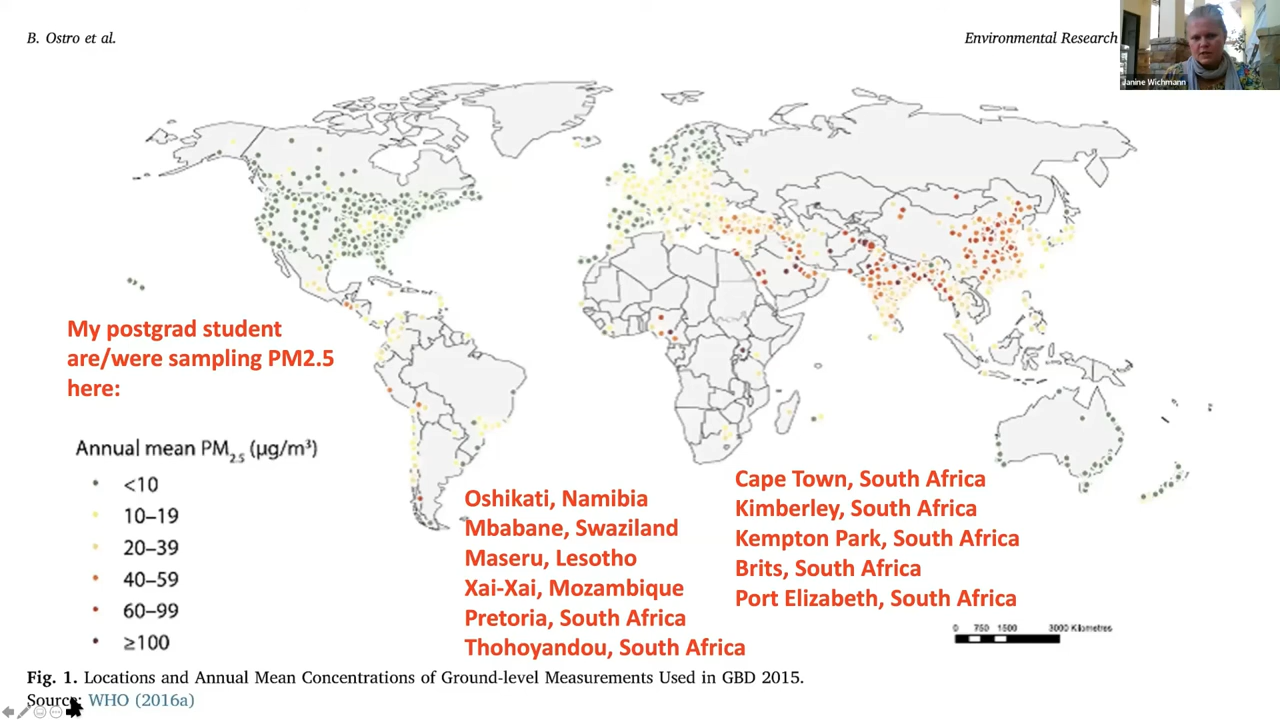 B. Ostro et al.
Environmental Research
Janine Wichmann
My postgrad student
are/were sampling PM2.5
here:
Annual mean PM2.5 (µg/m³)
<10
10–19
20–39
40–59
60–99
≥100
Oshikati, Namibia
Mbabane, Swaziland
Maseru, Lesotho
Xai-Xai, Mozambique
Pretoria, South Africa
Thohoyandou, South Africa
Cape Town, South Africa
Kimberley, South Africa
Kempton Park, South Africa
Brits, South Africa
Port Elizabeth, South Africa
0 750 1500 3000 Kilometres
Fig. 1. Locations and Annual Mean Concentrations of Ground-level Measurements Used in GBD 2015.
Source: WHO (2016a)